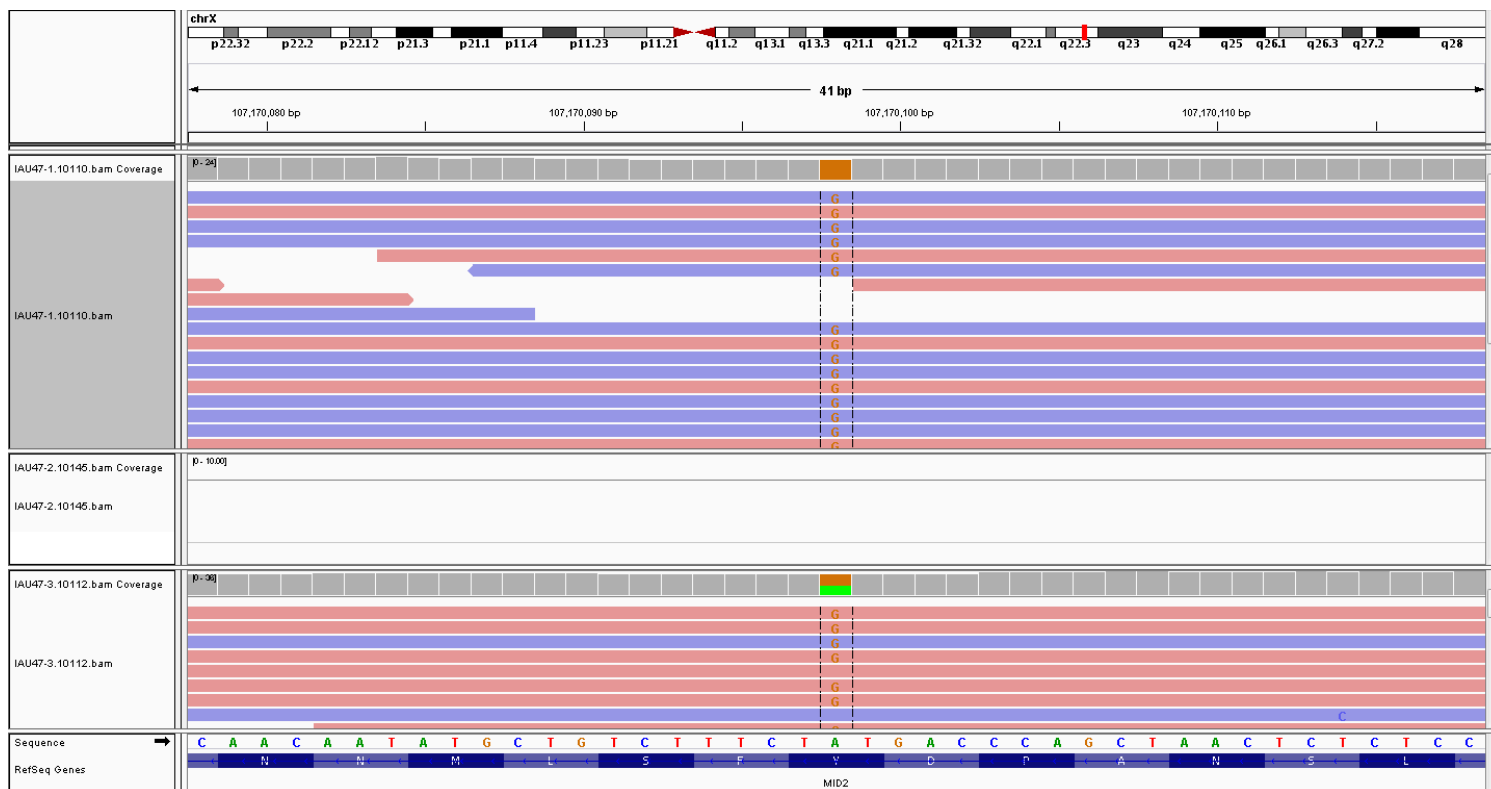 chrX
p22.32 p22.2 p22.12 p21.3 p21.1 p11.4 p11.23 p11.21 q11.2 q13.1 q13.3 q21.1 q21.2 q21.32 q22.1 q22.3 q23 q24 q25 q26.1 q26.3 q27.2 q28
41 bp
107,170,080 bp 107,170,090 bp 107,170,100 bp 107,170,110 bp
IAU47-1.10110.bam Coverage [0 - 24]
G
G
G
G
G
G
IAU47-1.10110.bam
G
G
G
G
G
G
G
G
G
IAU47-2.10145.bam Coverage [0 - 10.00]
IAU47-2.10145.bam
IAU47-3.10112.bam Coverage [0 - 36]
G
G
G
G
IAU47-3.10112.bam
G
G
C
Sequence C A A C A A T A T G C T G T C T T T C T A T G A C C C A G C T A A C T C T C T C C
RefSeq Genes N N M L S F Y D P A N S L
MID2